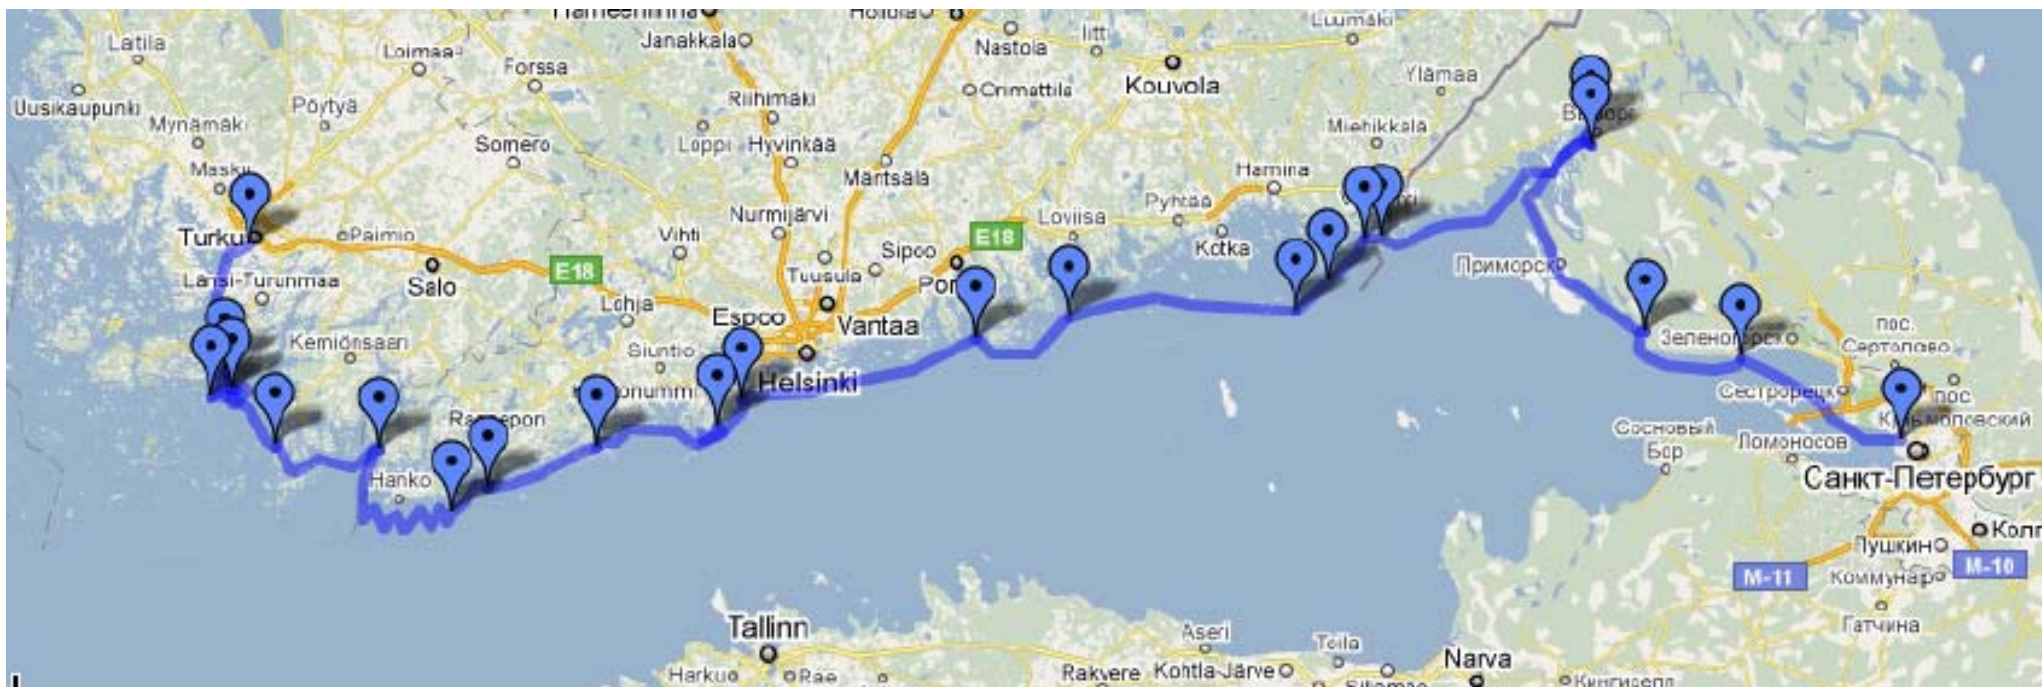 Laitila
Loimaa
Janakkala
Nastola
Iitti
Luumäki
Forssa
Kouvola
Ylämaa
Uusikaupunki
Pöytyä
Riihimäki
Orimattila
Mynämäki
Somero
Loppi
Hyvinkää
Miehikkälä
Masku
Mäntsälä
Hamina
Turku
Paimio
Nurmijärvi
Loviisa
Pyhtää
Vihti
Sipoo
E18
Kotka
E18
Tuusula
Приморск
Länsi-Turunmaa
Salo
Lohja
Espoo
Vantaa
Kemiönsaari
Siuntio
Зеленогорск
пос.
Сертолово
Helsinki
Сестрорецк
пос.
Hanko
Сосновый
Бор
Ломоносов
Санкт-Петербург
Пушкин
M-11
Коммунар
M-10
Гатчина
Tallinn
Aseri
Toila
Harku
Rae
Rakvere
Kohtla-Järve
Narva